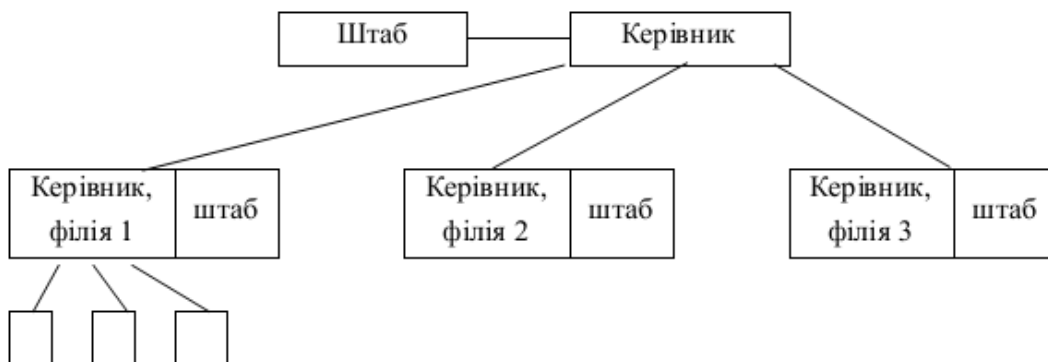 Штаб
Керівник
Керівник,
філія 1
штаб
Керівник,
філія 2
штаб
Керівник,
філія 3
штаб